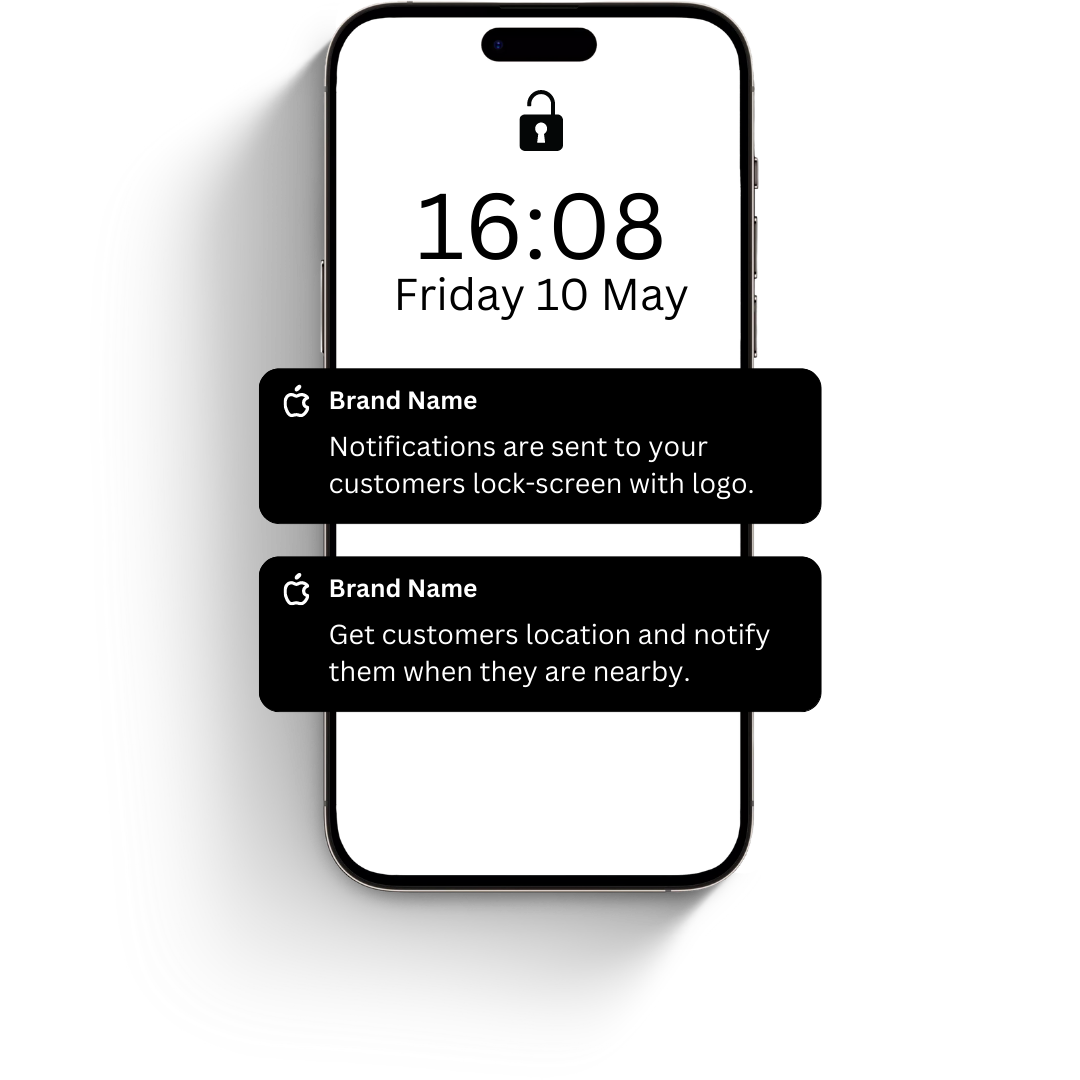 16:08
Friday 10 May
Brand Name
Notifications are sent to your
customers lock-screen with logo.
Brand Name
Get customers location and notify
them when they are nearby.